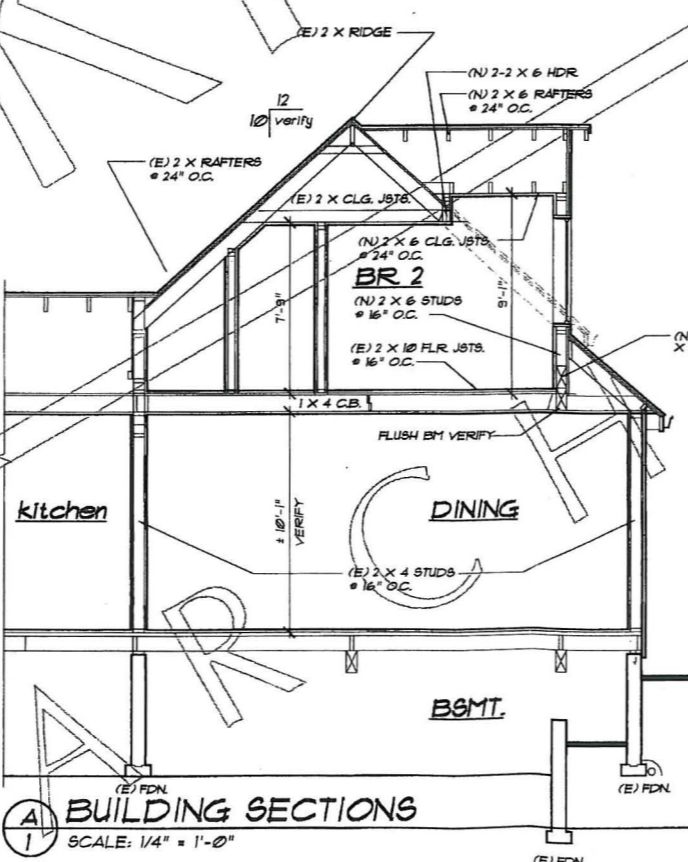 (E) 2 X RIDGE
(N) 2-2 X 6 HDR
(N) 2 X 6 RAFTERS
@ 24" O.C.
12
10 verify
(E) 2 X RAFTERS
@ 24" O.C.
(E) 2 X CLG. JSTS.
(N) 2 X 6 CLG. JSTS.
@ 24" O.C.
BR 2
7'-9"
9'-1"
(N) 2 X 6 STUDS
@ 16" O.C.
(N
X
(E) 2 X 10 FLR. JSTS.
@ 16" O.C.
1 X 4 C.B.
FLUSH BM VERIFY
kitchen
± 10'-1"
VERIFY
DINING
(E) 2 X 4 STUDS
@ 16" O.C.
BSMT.
(E) FDN.
(E) FDN.
A
1
BUILDING SECTIONS
SCALE: 1/4" = 1'-0"
(E) FDN
A R C H